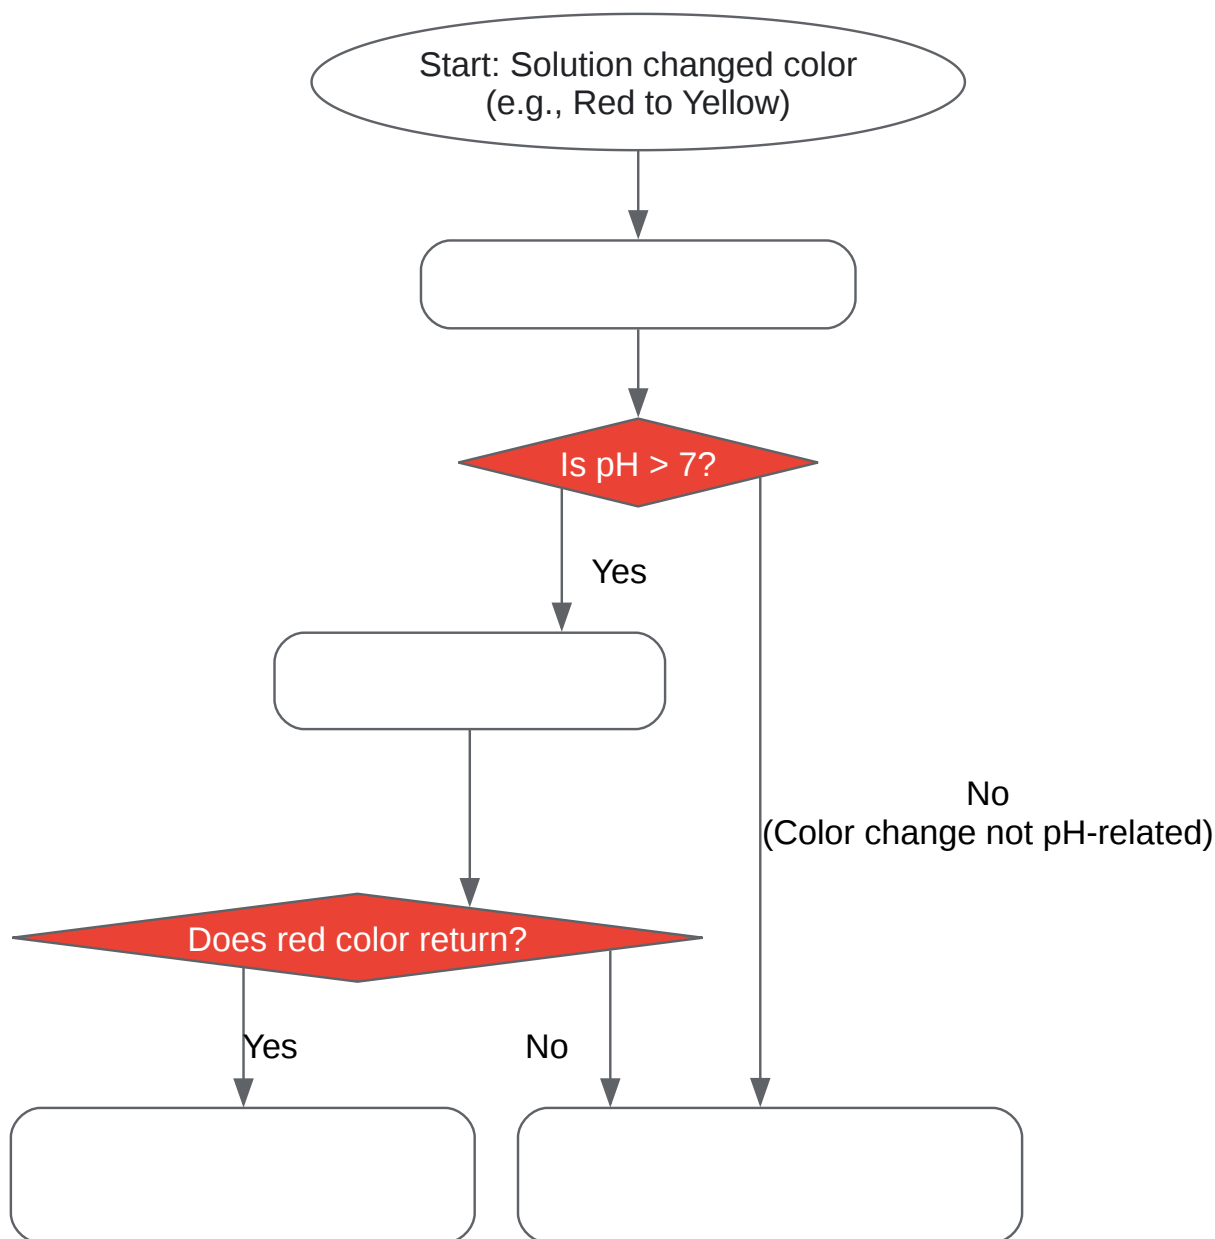 Start: Solution changed color
(e.g., Red to Yellow)
Is pH > 7?
Yes
No
(Color change not pH-related)
Does red color return?
Yes
No